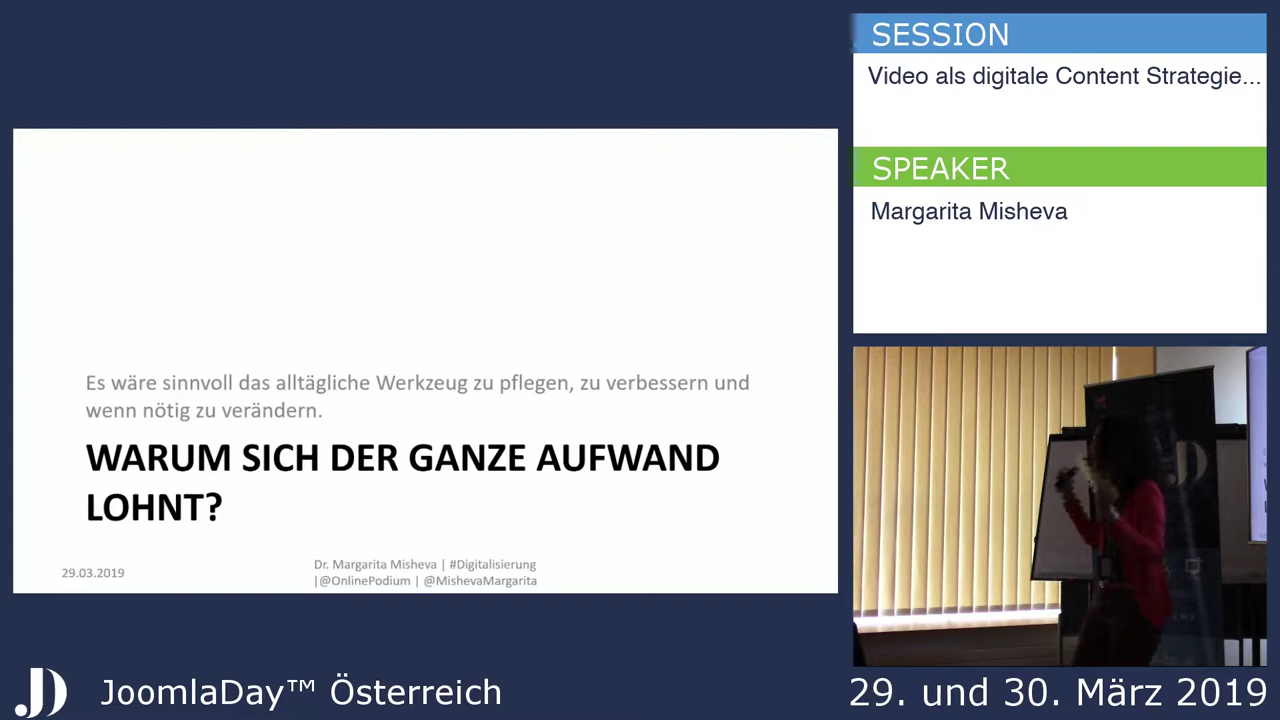 SESSION
Video als digitale Content Strategie...
SPEAKER
Margarita Misheva
Es wäre sinnvoll das alltägliche Werkzeug zu pflegen, zu verbessern und
wenn nötig zu verändern.
WARUM SICH DER GANZE AUFWAND
LOHNT?
29.03.2019
Dr. Margarita Misheva | #Digitalisierung
|@OnlinePodium | @MishevaMargarita
JD JoomlaDay™ Österreich
29. und 30. März 2019